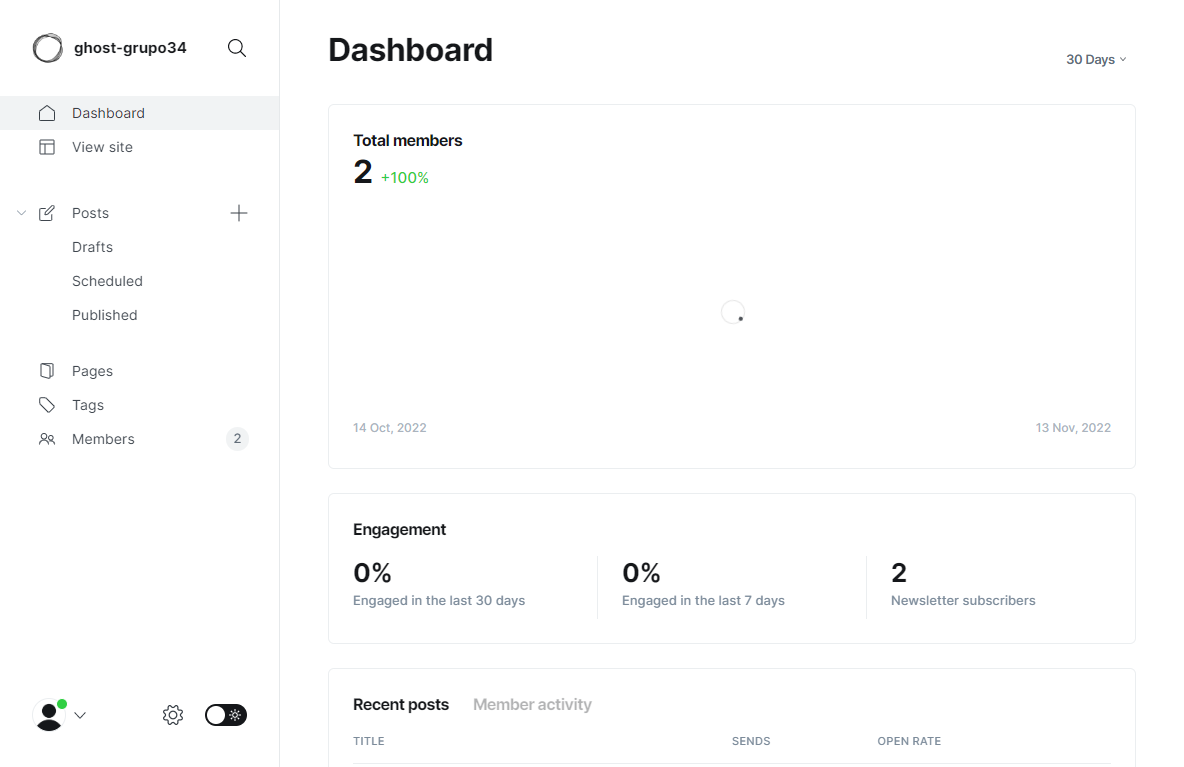 ghost-grupo34
Dashboard
View site
Posts
Drafts
Scheduled
Published
Pages
Tags
Members 2
Dashboard
30 Days
Total members
2 +100%
14 Oct, 2022 13 Nov, 2022
Engagement
0% 0% 2
Engaged in the last 30 days Engaged in the last 7 days Newsletter subscribers
Recent posts Member activity
TITLE SENDS OPEN RATE